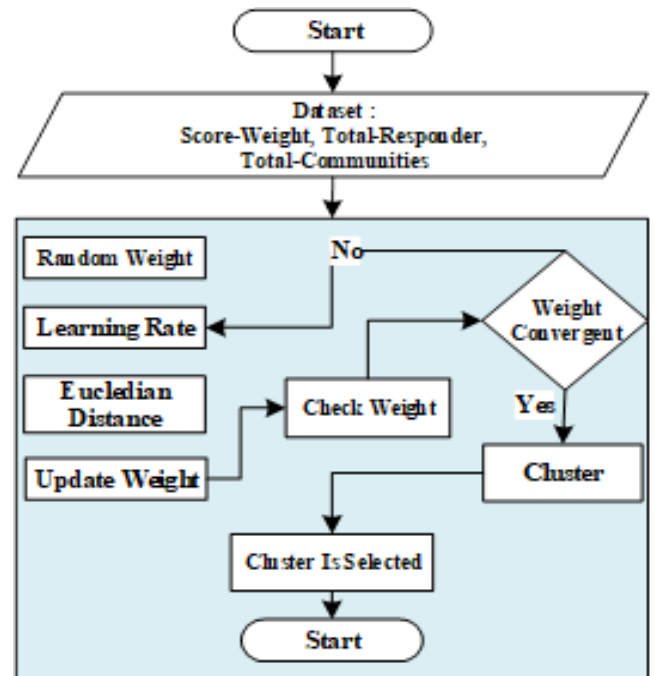 Start
Dataset :
Score-Weight, Total-Responder,
Total-Communities
Random Weight
No
Learning Rate
Weight
Convergent
Eucledian
Distance
Check Weight
Yes
Update Weight
Cluster
Cluster Is Selected
Start